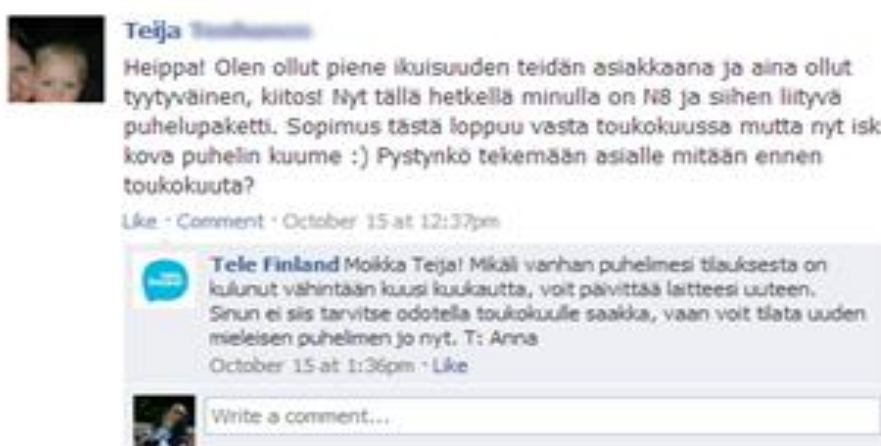 Teija
Heippa! Olen ollut piene ikuisuuden teidän asiakkaana ja aina ollut
tyytyväinen, kiitos! Nyt tällä hetkellä minulla on N8 ja siihen liityvä
puhelupaketti. Sopimus tästä loppuu vasta toukokuussa mutta nyt isk
kova puhelin kuume :) Pystynkö tekemään asialle mitään ennen
toukokuuta?
Like · Comment · October 15 at 12:37pm
Tele Finland Moikka Teija! Mikäli vanhan puhelmesi tilauksesta on
kulunut vähintään kuusi kuukautta, voit päivittää laitteesi uuteen.
Sinun ei siis tarvitse odotella toukokuulle saakka, vaan voit tilata uuden
mieleisen puhelmen jo nyt. T: Anna
October 15 at 1:36pm · Like
Write a comment...